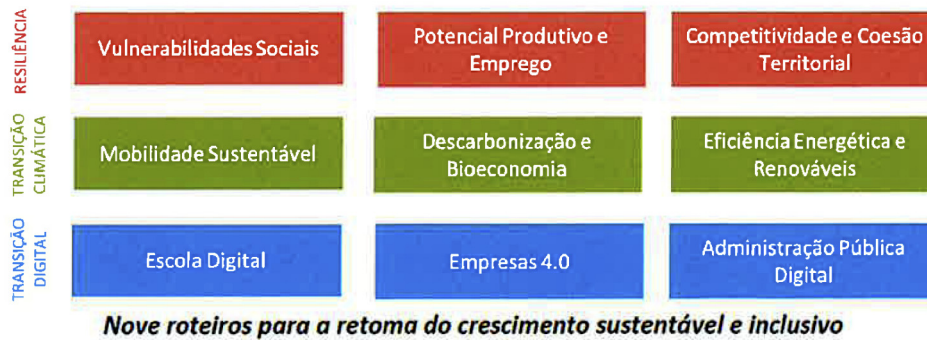 RESILIÊNCIA
Vulnerabilidades Sociais
Potencial Produtivo e
Emprego
Competitividade e Coesão
Territorial
TRANSIÇÃO
CLIMÁTICA
Mobilidade Sustentável
Descarbonização e
Bioeconomia
Eficiência Energética e
Renováveis
TRANSIÇÃO
DIGITAL
Escola Digital
Empresas 4.0
Administração Pública
Digital
Nove roteiros para a retoma do crescimento sustentável e inclusivo